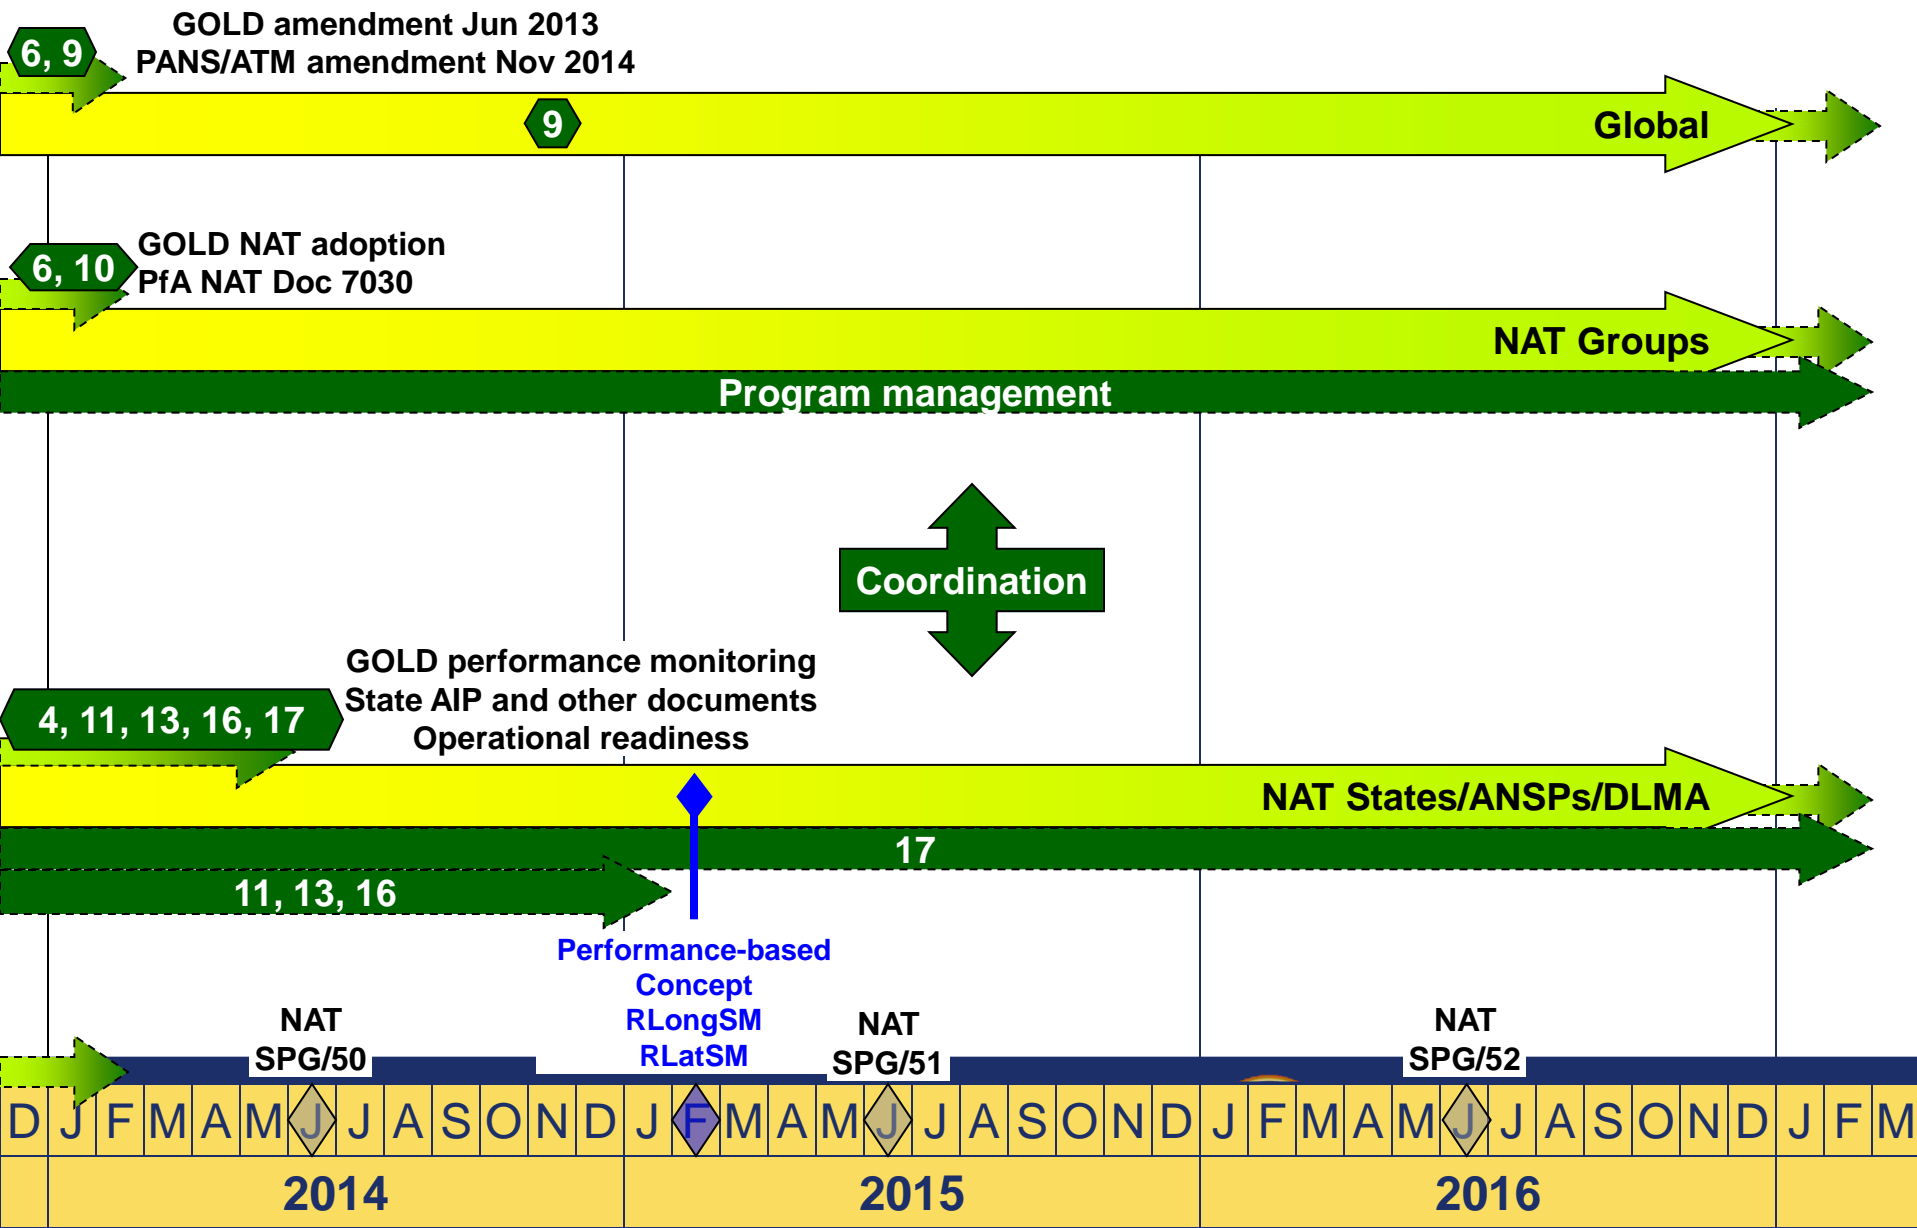 GOLD amendment Jun 2013
6, 9
PANS/ATM amendment Nov 2014
9
Global
GOLD NAT adoption
6, 10
PfA NAT Doc 7030
NAT Groups
Program management
Coordination
GOLD performance monitoring
State AIP and other documents
4, 11, 13, 16, 17
Operational readiness
NAT States/ANSPs/DLMA
17
11, 13, 16
Performance-based
Concept
RLongSM
RLatSM
NAT
SPG/50
NAT
SPG/51
NAT
SPG/52
D J F M A M J J A S O N D J F M A M J J A S O N D J F M A M J J A S O N D J F M
2014 2015 2016